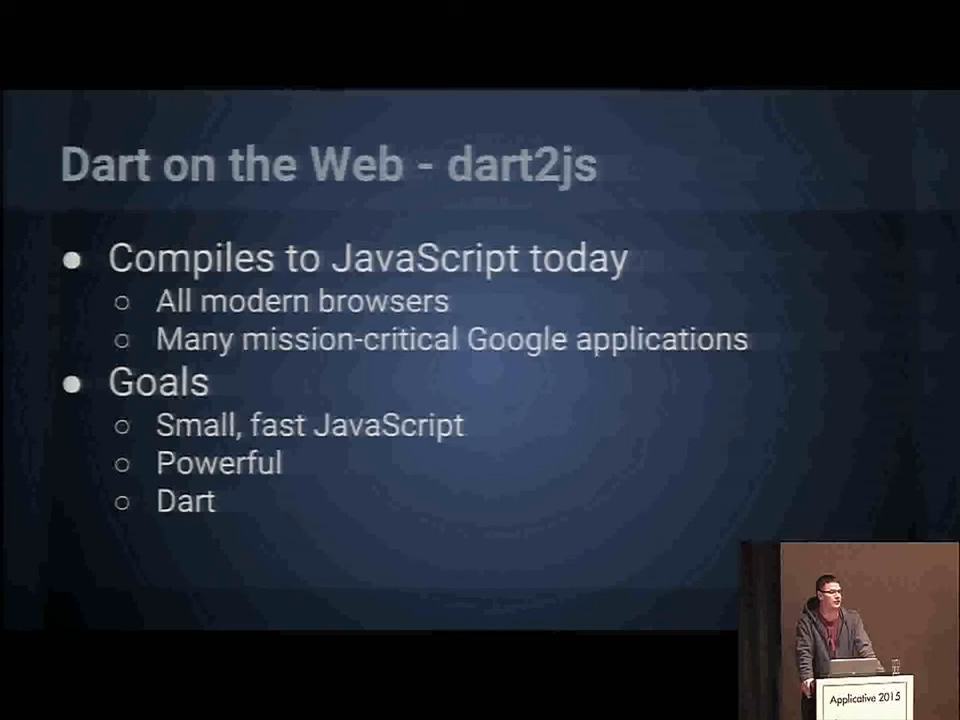 Dart on the Web - dart2js
● Compiles to JavaScript today
○ All modern browsers
○ Many mission-critical Google applications
● Goals
○ Small, fast JavaScript
○ Powerful
○ Dart
Applicative 2015